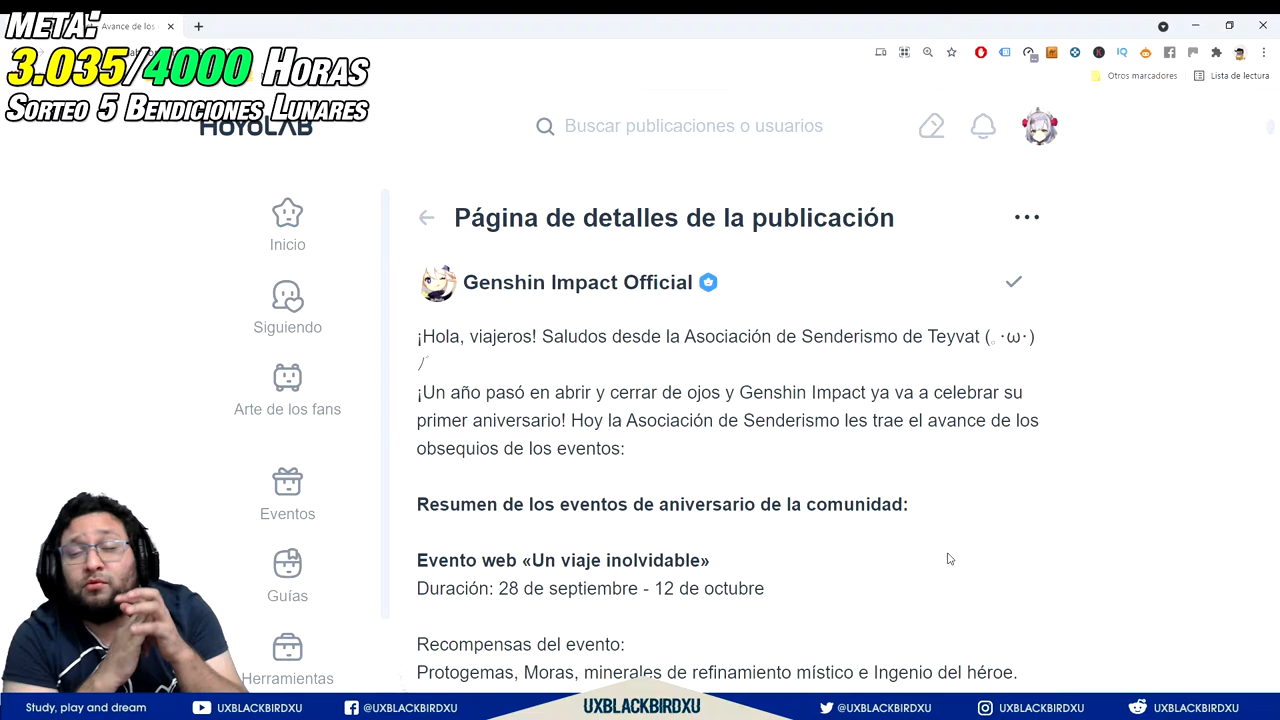 META:
3.035/4000 HORAS
SORTEO 5 BENDICIONES LUNARES
Avance de los
Otros marcadores
Lista de lectura
HOYOLAB
Buscar publicaciones o usuarios
Inicio
Siguiendo
Arte de los fans
Eventos
Guías
Herramientas
Página de detalles de la publicación
Genshin Impact Official
¡Hola, viajeros! Saludos desde la Asociación de Senderismo de Teyvat (｡･ω･)
ﾉﾞ
¡Un año pasó en abrir y cerrar de ojos y Genshin Impact ya va a celebrar su
primer aniversario! Hoy la Asociación de Senderismo les trae el avance de los
obsequios de los eventos:
Resumen de los eventos de aniversario de la comunidad:
Evento web «Un viaje inolvidable»
Duración: 28 de septiembre - 12 de octubre
Recompensas del evento:
Protogemas, Moras, minerales de refinamiento místico e Ingenio del héroe.
Study, play and dream
UXBLACKBIRDXU
@UXBLACKBIRDXU
UXBLACKBIRDXU
@UXBLACKBIRDXU
UXBLACKBIRDXU
UXBLACKBIRDXU